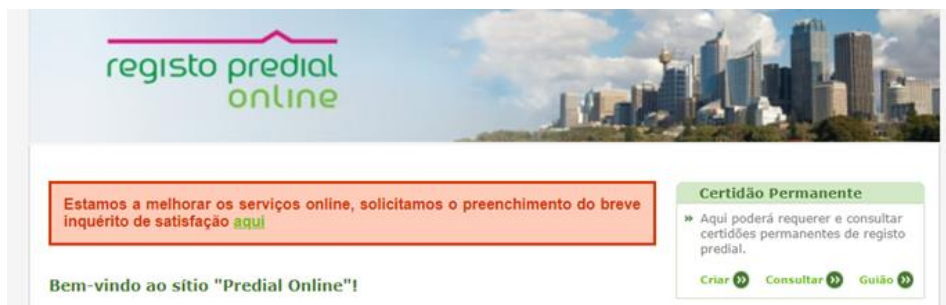 registo predial
online
Estamos a melhorar os serviços online, solicitamos o preenchimento do breve
inquérito de satisfação aqui
Bem-vindo ao sítio "Predial Online"!
Certidão Permanente
» Aqui poderá requerer e consultar
certidões permanentes de registo
predial.
Criar » Consultar » Guião »